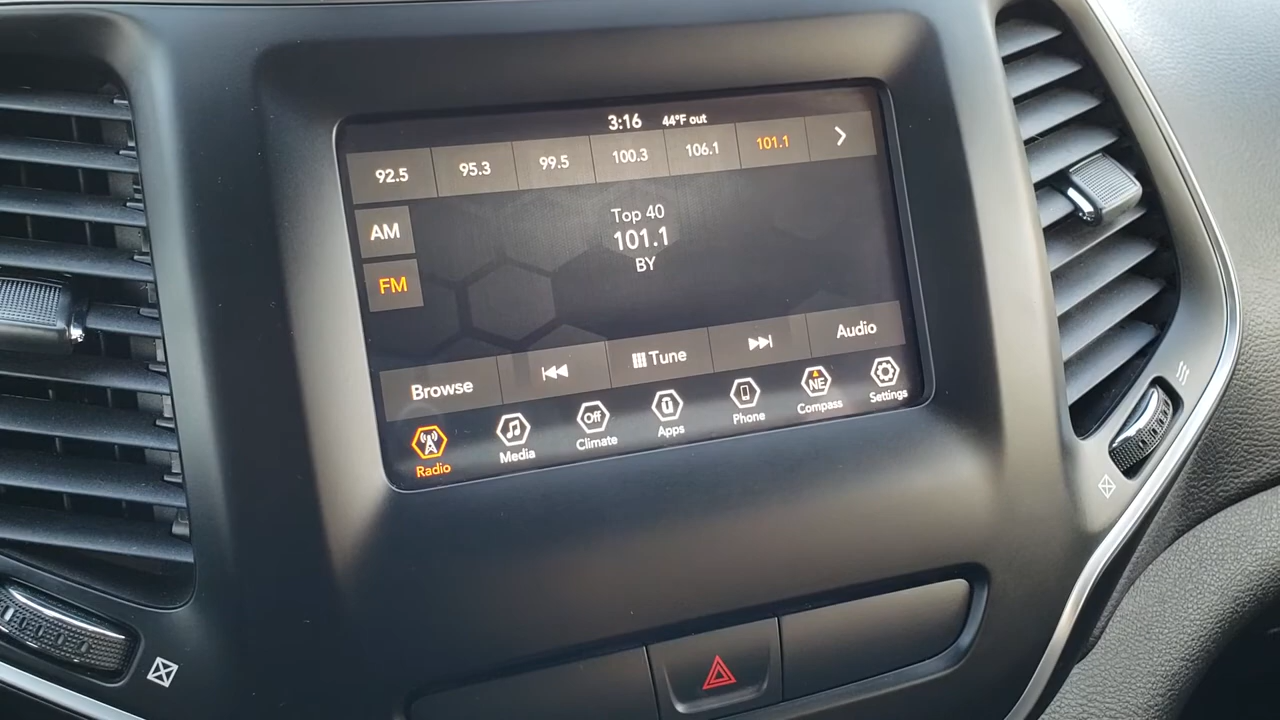 3:16 44°F out
92.5 95.3 99.5 100.3 106.1 101.1
AM
FM
Top 40
101.1
BY
Browse Tune Audio
Radio Media Off Climate Apps Phone NE Compass Settings